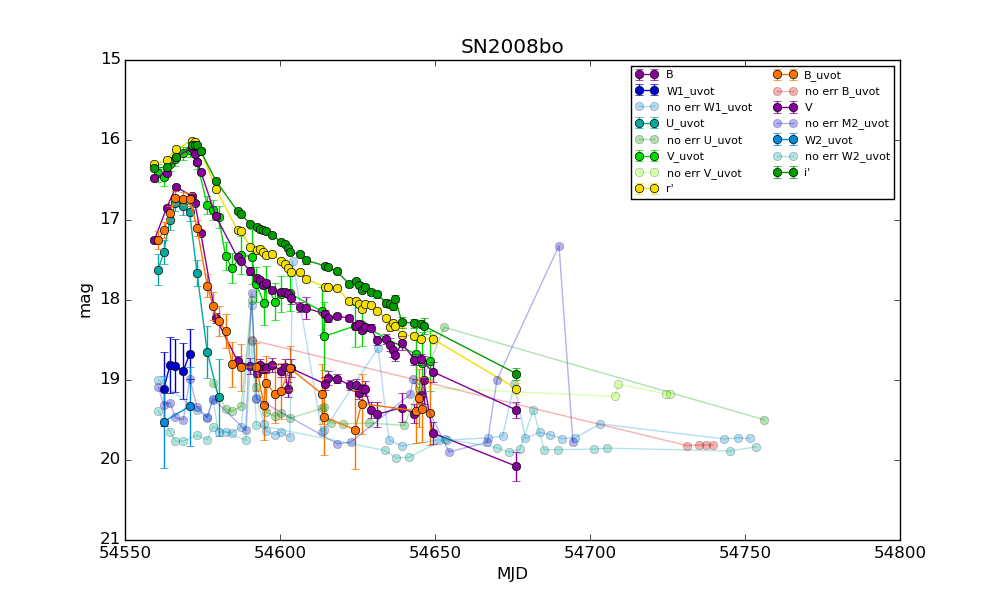 SN2008bo
B
W1_uvot
no err W1_uvot
U_uvot
no err U_uvot
V_uvot
no err V_uvot
r'
B_uvot
no err B_uvot
V
no err M2_uvot
W2_uvot
no err W2_uvot
i'
mag
15
16
17
18
19
20
21
54550
54600
54650
54700
54750
54800
MJD